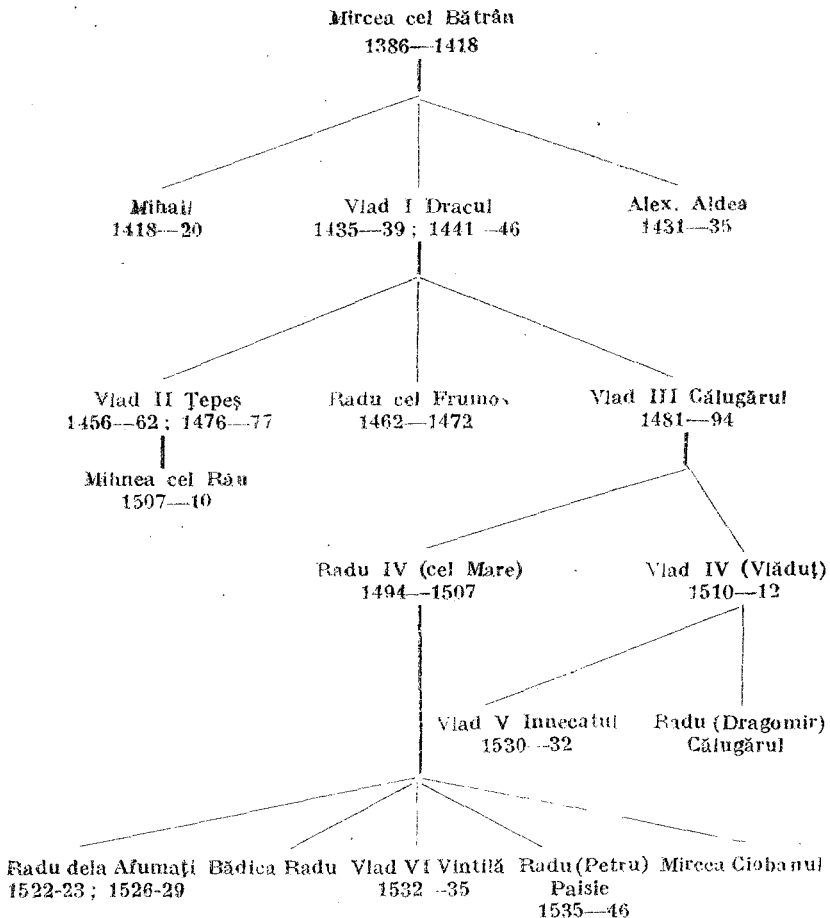 Mircea cel Bătrân
1386—1418
Mihail Vlad I Dracul Alex. Aldea
1418—20 1435—39 ; 1441—46 1431—35
Vlad II Țepeș Radu cel Frumos Vlad III Călugărul
1456—62 ; 1476—77 1462—1472 1481—94
Mihnea cel Rău
1507—10
Radu IV (cel Mare) Vlad IV (Vlăduț)
1494—1507 1510—12
Vlad V Innecatul Radu (Dragomir)
1530—32 Călugărul
Radu dela Afumați Bădica Radu Vlad VI Vintilă Radu (Petru) Mircea Ciobanul
1522-23 ; 1526-29 1532—35 Paisie
1535—46